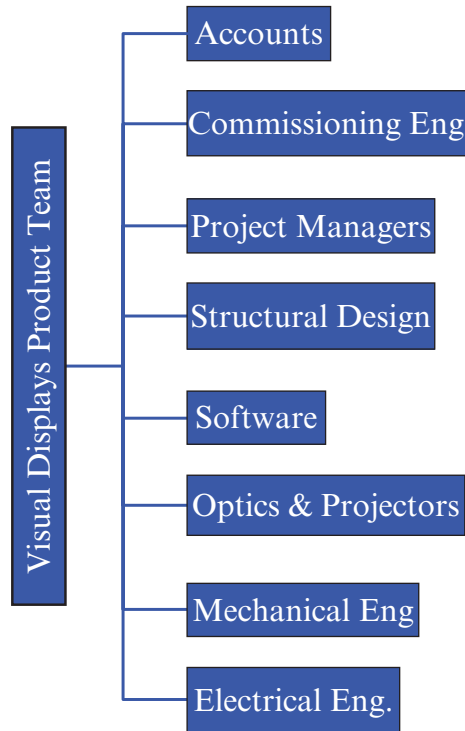 Visual Displays Product Team
Accounts
Commissioning Eng
Project Managers
Structural Design
Software
Optics & Projectors
Mechanical Eng
Electrical Eng.